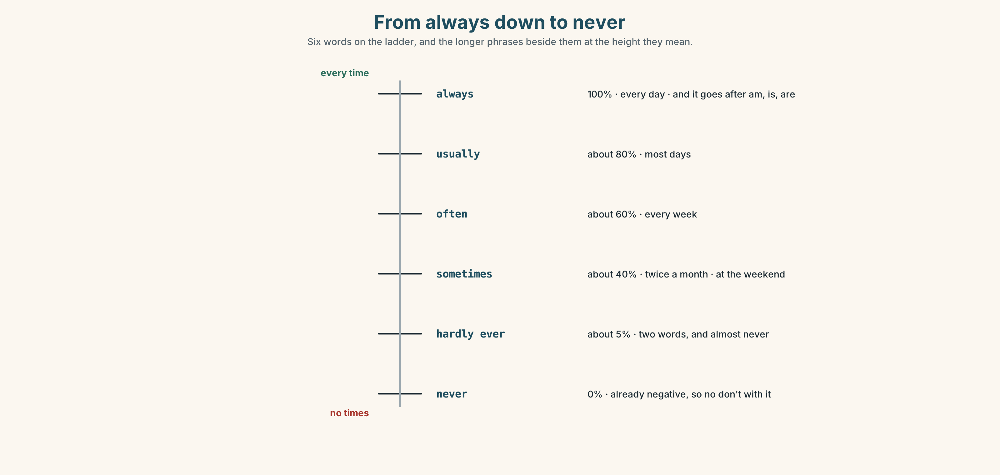 From always down to never
Six words on the ladder, and the longer phrases beside them at the height they mean.
every time
always 100% · every day · and it goes after am, is, are
usually about 80% · most days
often about 60% · every week
sometimes about 40% · twice a month · at the weekend
hardly ever about 5% · two words, and almost never
never 0% · already negative, so no don't with it
no times